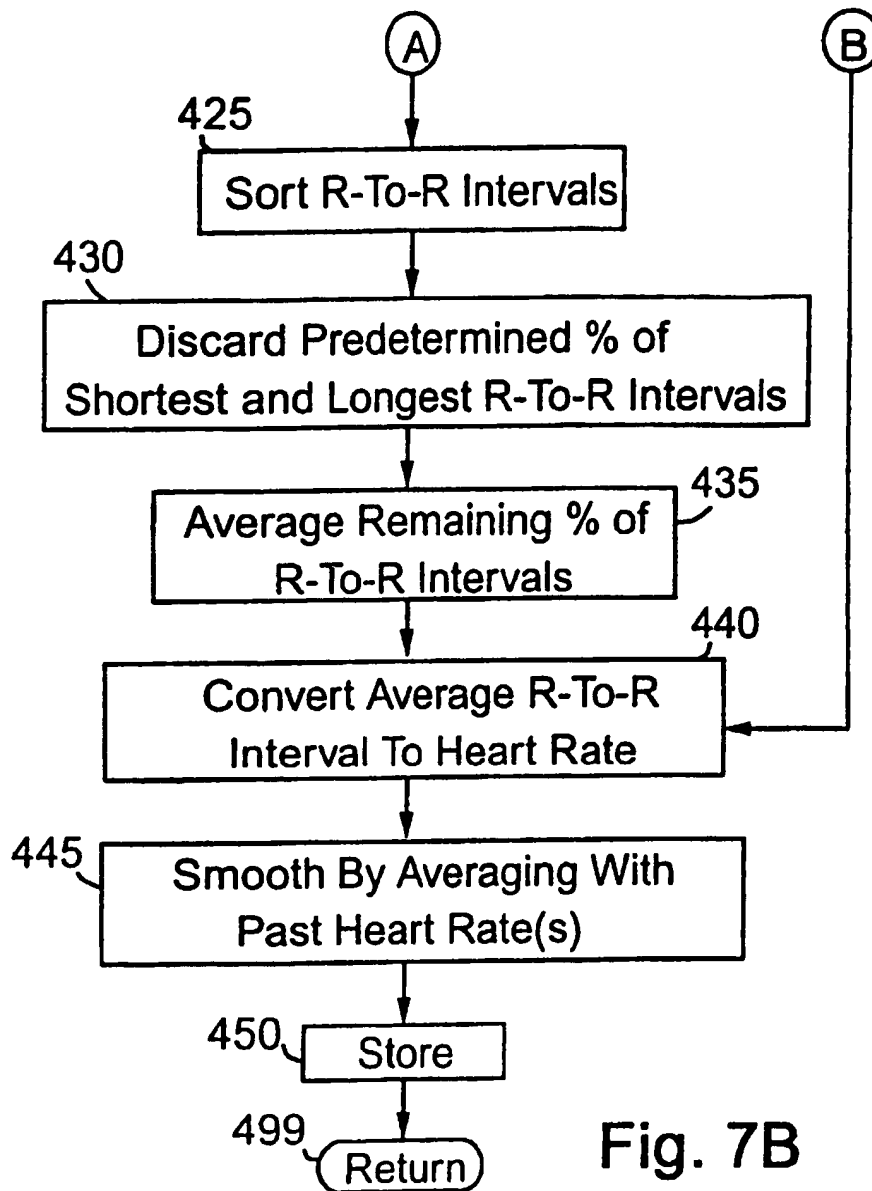 A
B
425
Sort R-To-R Intervals
430
Discard Predetermined % of
Shortest and Longest R-To-R Intervals
435
Average Remaining % of
R-To-R Intervals
440
Convert Average R-To-R
Interval To Heart Rate
445
Smooth By Averaging With
Past Heart Rate(s)
450
Store
499
Return
Fig. 7B